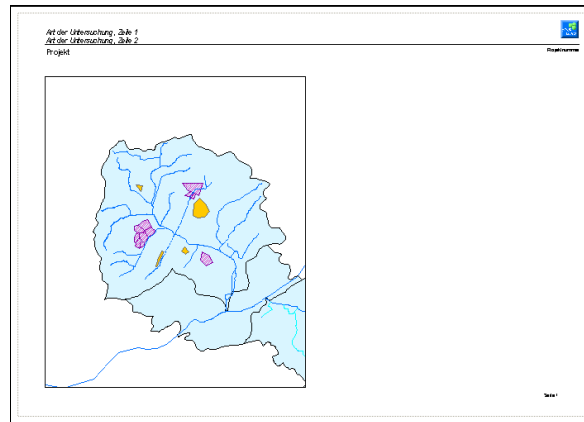 Art der Untersuchung, Zeile 1
Art der Untersuchung, Zeile 2
Projekt
Projektnummer
Seite 1